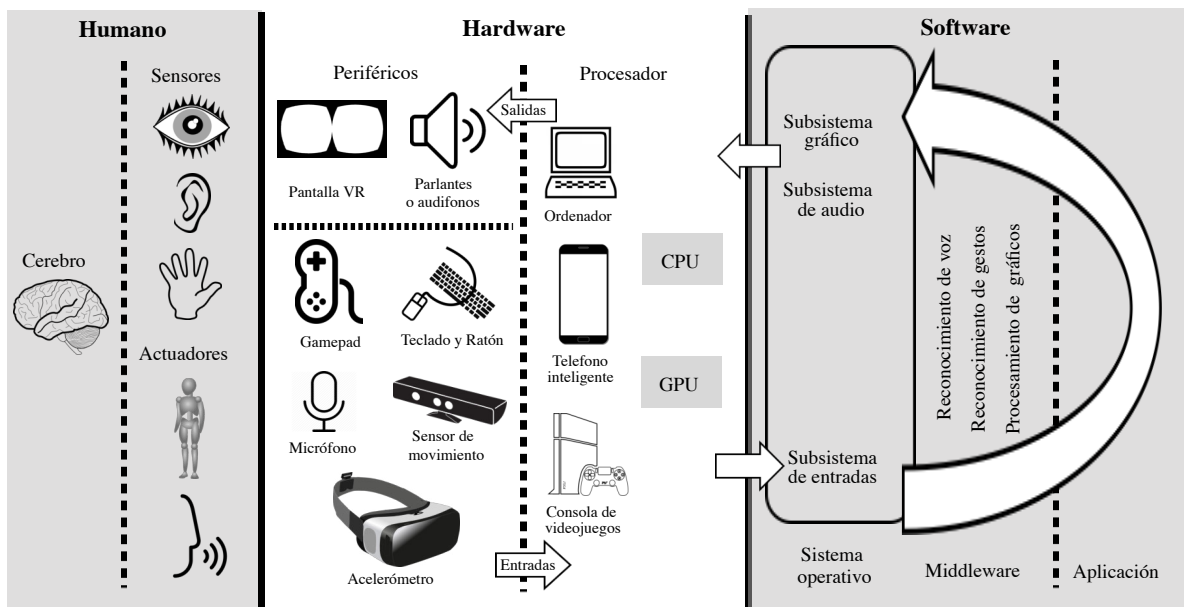 Humano
Sensores
Cerebro
Actuadores
Hardware
Periféricos
Procesador
Salidas
Pantalla VR
Parlantes
o audifonos
Ordenador
Gamepad
Teclado y Ratón
Telefono
inteligente
CPU
GPU
Micrófono
Sensor de
movimiento
Consola de
videojuegos
Acelerómetro
Entradas
Software
Subsistema
gráfico
Subsistema
de audio
Reconocimiento de voz
Reconocimiento de gestos
Procesamiento de gráficos
Subsistema
de entradas
Sistema
operativo
Middleware
Aplicación